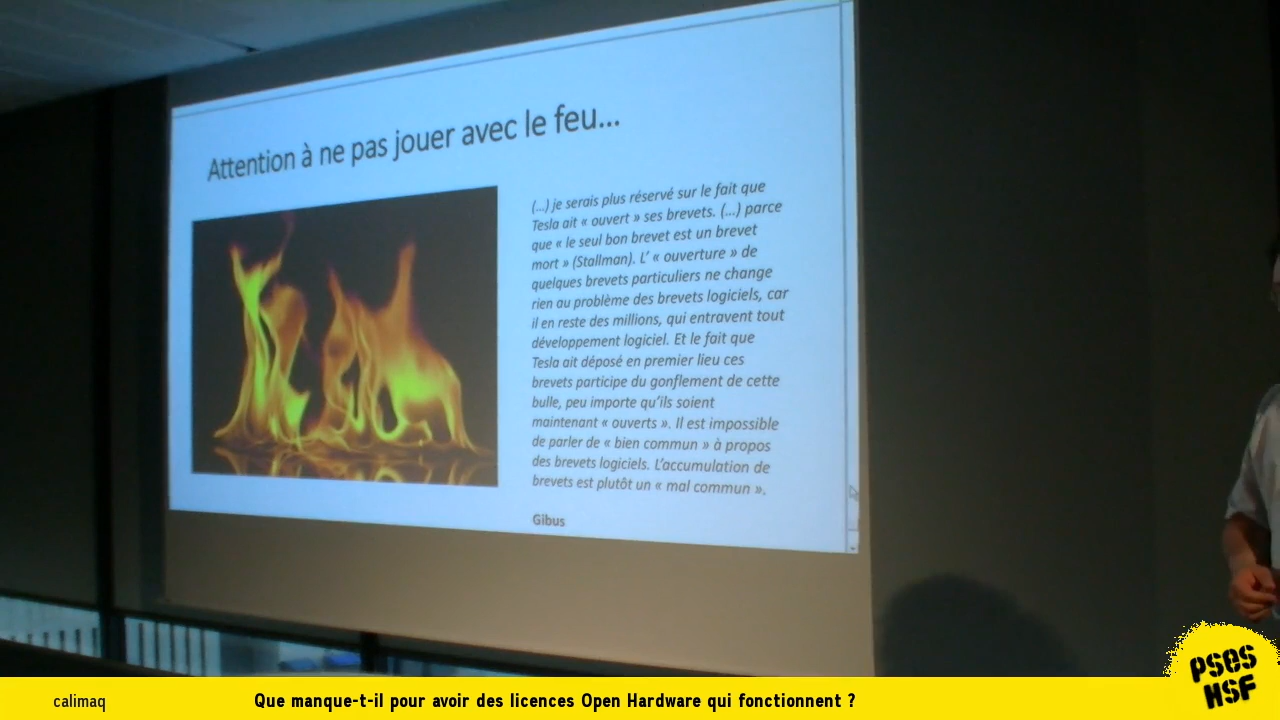 Attention à ne pas jouer avec le feu...
(...) je serais plus réservé sur le fait que
Tesla ait « ouvert » ses brevets. (...) parce
que « le seul bon brevet est un brevet
mort » (Stallman). L' « ouverture » de
quelques brevets particuliers ne change
rien au problème des brevets logiciels, car
il en reste des millions, qui entravent tout
développement logiciel. Et le fait que
Tesla ait déposé en premier lieu ces
brevets participe du gonflement de cette
bulle, peu importe qu'ils soient
maintenant « ouverts ». Il est impossible
de parler de « bien commun » à propos
des brevets logiciels. L'accumulation de
brevets est plutôt un « mal commun ».
Gibus
PSES
HSF
calimaq
Que manque-t-il pour avoir des licences Open Hardware qui fonctionnent ?